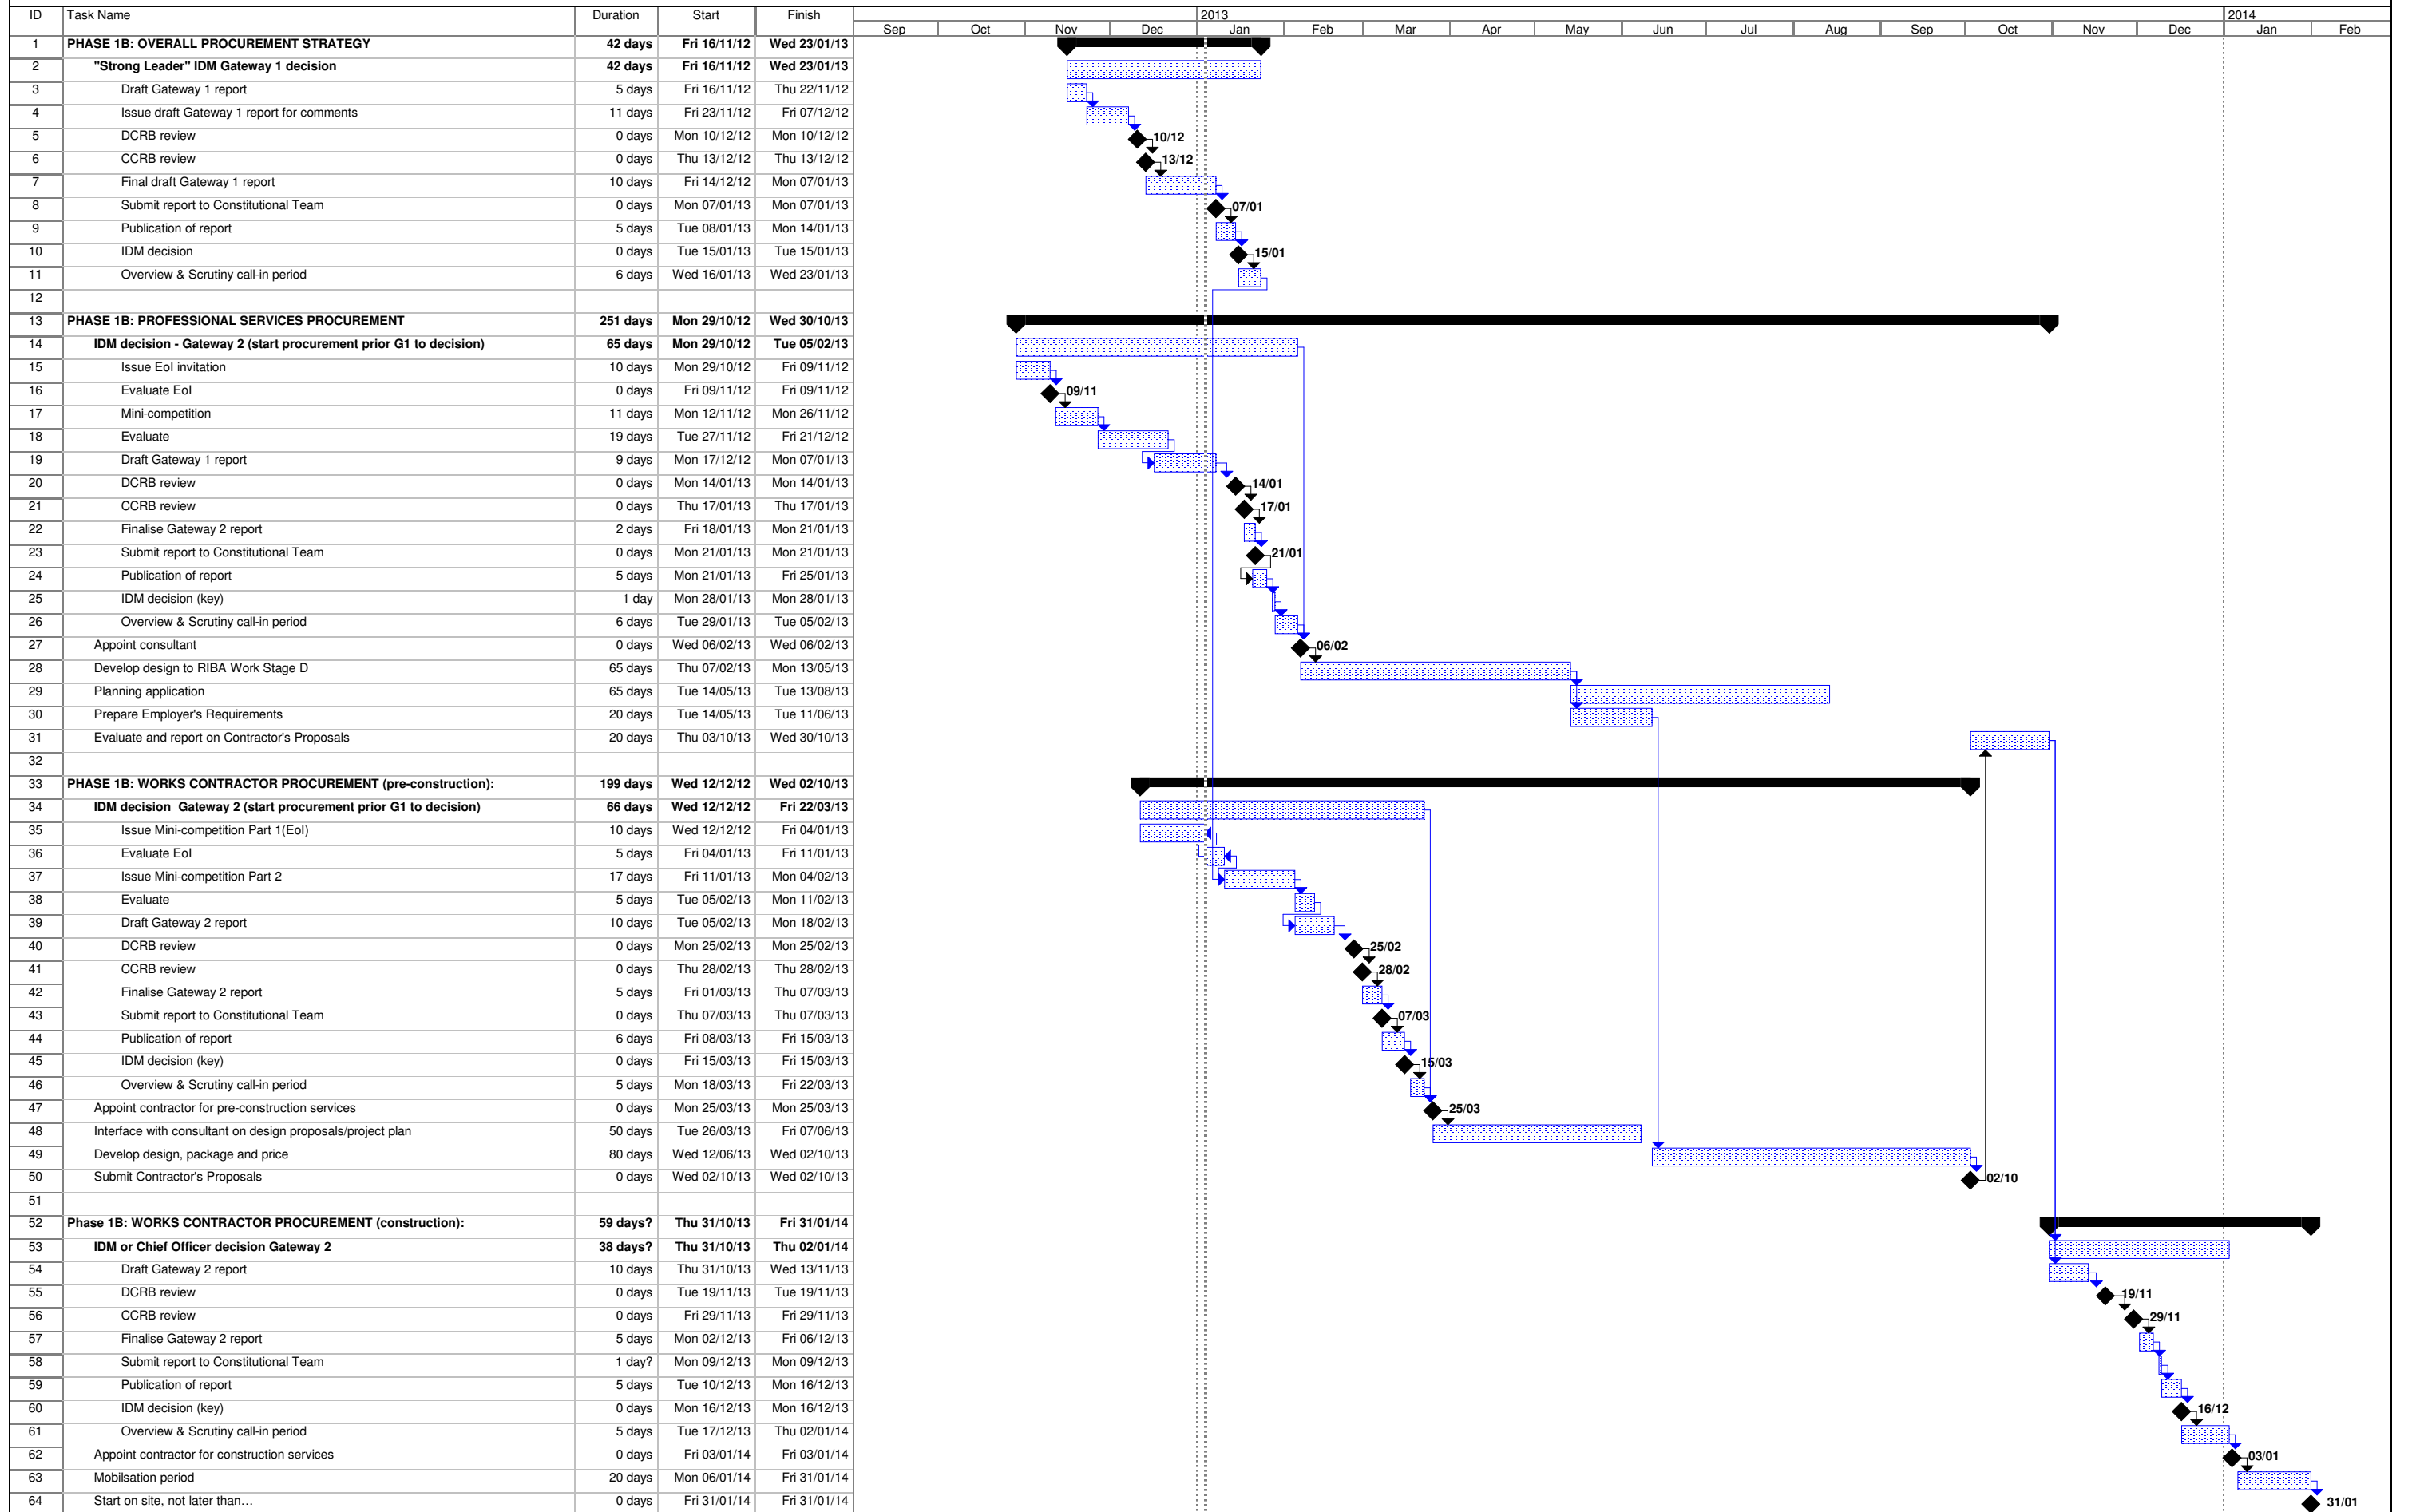 2013 2014
ID Task Name Duration Start Finish Sep Oct Nov Dec Jan Feb Mar Apr May Jun Jul Aug Sep Oct Nov Dec Jan Feb
1 PHASE 1B: OVERALL PROCUREMENT STRATEGY 42 days Fri 16/11/12 Wed 23/01/13
2 "Strong Leader" IDM Gateway 1 decision 42 days Fri 16/11/12 Wed 23/01/13
3 Draft Gateway 1 report 5 days Fri 16/11/12 Thu 22/11/12
4 Issue draft Gateway 1 report for comments 11 days Fri 23/11/12 Fri 07/12/12
5 DCRB review 0 days Mon 10/12/12 Mon 10/12/12 10/12
6 CCRB review 0 days Thu 13/12/12 Thu 13/12/12 13/12
7 Final draft Gateway 1 report 10 days Fri 14/12/12 Mon 07/01/13
8 Submit report to Constitutional Team 0 days Mon 07/01/13 Mon 07/01/13 07/01
9 Publication of report 5 days Tue 08/01/13 Mon 14/01/13
10 IDM decision 0 days Tue 15/01/13 Tue 15/01/13 15/01
11 Overview & Scrutiny call-in period 6 days Wed 16/01/13 Wed 23/01/13
12
13 PHASE 1B: PROFESSIONAL SERVICES PROCUREMENT 251 days Mon 29/10/12 Wed 30/10/13
14 IDM decision - Gateway 2 (start procurement prior G1 to decision) 65 days Mon 29/10/12 Tue 05/02/13
15 Issue EoI invitation 10 days Mon 29/10/12 Fri 09/11/12
16 Evaluate EoI 0 days Fri 09/11/12 Fri 09/11/12 09/11
17 Mini-competition 11 days Mon 12/11/12 Mon 26/11/12
18 Evaluate 19 days Tue 27/11/12 Fri 21/12/12
19 Draft Gateway 1 report 9 days Mon 17/12/12 Mon 07/01/13
20 DCRB review 0 days Mon 14/01/13 Mon 14/01/13 14/01
21 CCRB review 0 days Thu 17/01/13 Thu 17/01/13 17/01
22 Finalise Gateway 2 report 2 days Fri 18/01/13 Mon 21/01/13
23 Submit report to Constitutional Team 0 days Mon 21/01/13 Mon 21/01/13 21/01
24 Publication of report 5 days Mon 21/01/13 Fri 25/01/13
25 IDM decision (key) 1 day Mon 28/01/13 Mon 28/01/13
26 Overview & Scrutiny call-in period 6 days Tue 29/01/13 Tue 05/02/13
27 Appoint consultant 0 days Wed 06/02/13 Wed 06/02/13 06/02
28 Develop design to RIBA Work Stage D 65 days Thu 07/02/13 Mon 13/05/13
29 Planning application 65 days Tue 14/05/13 Tue 13/08/13
30 Prepare Employer's Requirements 20 days Tue 14/05/13 Tue 11/06/13
31 Evaluate and report on Contractor's Proposals 20 days Thu 03/10/13 Wed 30/10/13
32
33 PHASE 1B: WORKS CONTRACTOR PROCUREMENT (pre-construction): 199 days Wed 12/12/12 Wed 02/10/13
34 IDM decision Gateway 2 (start procurement prior G1 to decision) 66 days Wed 12/12/12 Fri 22/03/13
35 Issue Mini-competition Part 1(EoI) 10 days Wed 12/12/12 Fri 04/01/13
36 Evaluate EoI 5 days Fri 04/01/13 Fri 11/01/13
37 Issue Mini-competition Part 2 17 days Fri 11/01/13 Mon 04/02/13
38 Evaluate 5 days Tue 05/02/13 Mon 11/02/13
39 Draft Gateway 2 report 10 days Tue 05/02/13 Mon 18/02/13
40 DCRB review 0 days Mon 25/02/13 Mon 25/02/13 25/02
41 CCRB review 0 days Thu 28/02/13 Thu 28/02/13 28/02
42 Finalise Gateway 2 report 5 days Fri 01/03/13 Thu 07/03/13
43 Submit report to Constitutional Team 0 days Thu 07/03/13 Thu 07/03/13 07/03
44 Publication of report 6 days Fri 08/03/13 Fri 15/03/13
45 IDM decision (key) 0 days Fri 15/03/13 Fri 15/03/13 15/03
46 Overview & Scrutiny call-in period 5 days Mon 18/03/13 Fri 22/03/13
47 Appoint contractor for pre-construction services 0 days Mon 25/03/13 Mon 25/03/13 25/03
48 Interface with consultant on design proposals/project plan 50 days Tue 26/03/13 Fri 07/06/13
49 Develop design, package and price 80 days Wed 12/06/13 Wed 02/10/13
50 Submit Contractor's Proposals 0 days Wed 02/10/13 Wed 02/10/13 02/10
51
52 Phase 1B: WORKS CONTRACTOR PROCUREMENT (construction): 59 days? Thu 31/10/13 Fri 31/01/14
53 IDM or Chief Officer decision Gateway 2 38 days? Thu 31/10/13 Thu 02/01/14
54 Draft Gateway 2 report 10 days Thu 31/10/13 Wed 13/11/13
55 DCRB review 0 days Tue 19/11/13 Tue 19/11/13 19/11
56 CCRB review 0 days Fri 29/11/13 Fri 29/11/13 29/11
57 Finalise Gateway 2 report 5 days Mon 02/12/13 Fri 06/12/13
58 Submit report to Constitutional Team 1 day? Mon 09/12/13 Mon 09/12/13
59 Publication of report 5 days Tue 10/12/13 Mon 16/12/13
60 IDM decision (key) 0 days Mon 16/12/13 Mon 16/12/13 16/12
61 Overview & Scrutiny call-in period 5 days Tue 17/12/13 Thu 02/01/14
62 Appoint contractor for construction services 0 days Fri 03/01/14 Fri 03/01/14 03/01
63 Mobilsation period 20 days Mon 06/01/14 Fri 31/01/14
64 Start on site, not later than… 0 days Fri 31/01/14 Fri 31/01/14 31/01